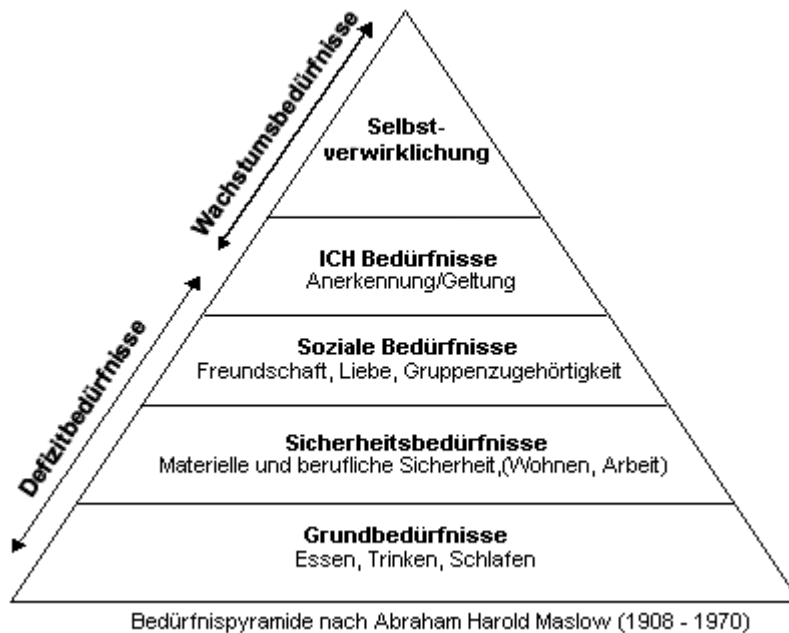 Wachstumsbedürfnisse
Defizitbedürfnisse
Selbst-
verwirklichung
ICH Bedürfnisse
Anerkennung/Geltung
Soziale Bedürfnisse
Freundschaft, Liebe, Gruppenzugehörtigkeit
Sicherheitsbedürfnisse
Materielle und berufliche Sicherheit,(Wohnen, Arbeit)
Grundbedürfnisse
Essen, Trinken, Schlafen
Bedürfnispyramide nach Abraham Harold Maslow (1908 - 1970)